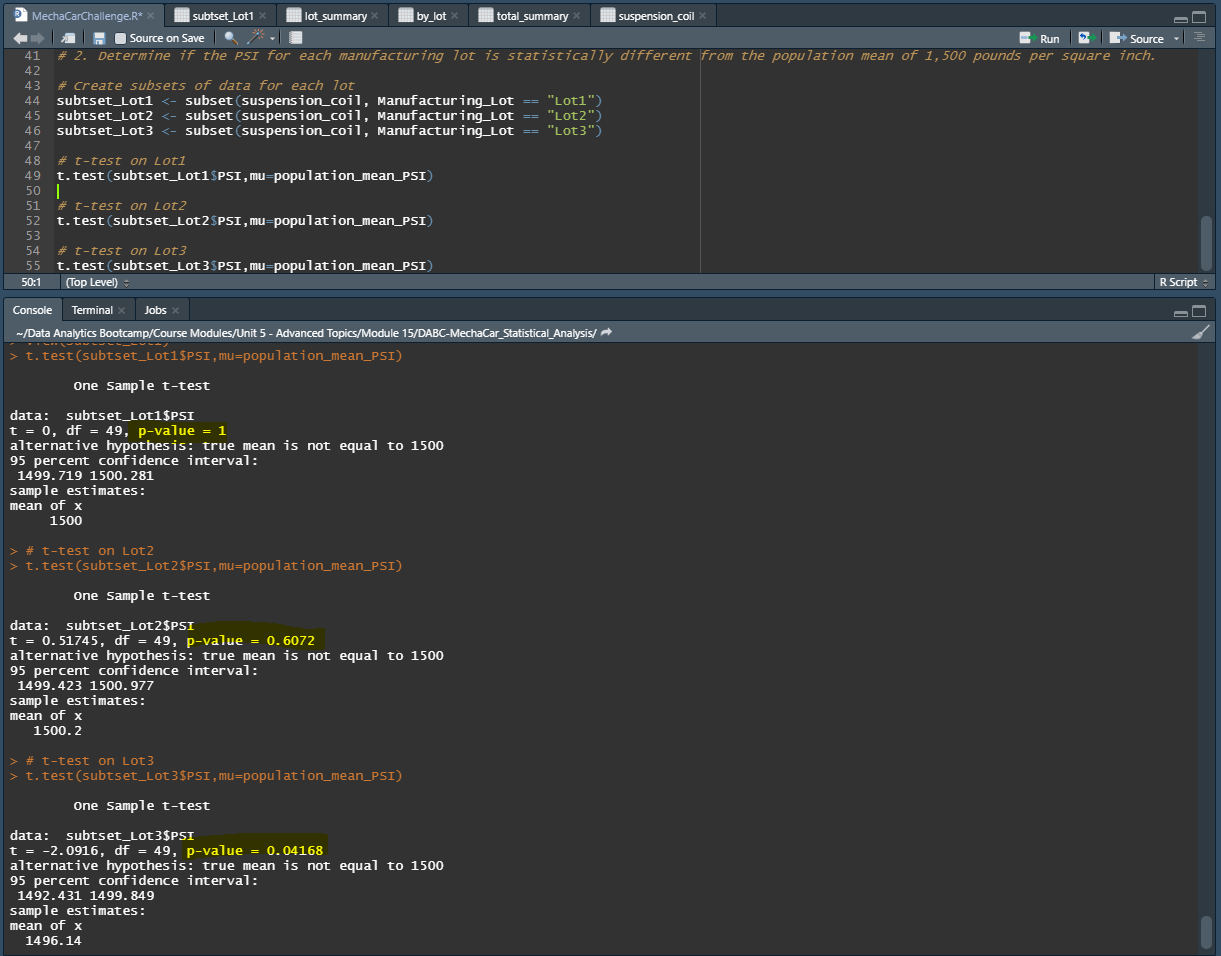 MechaCarChallenge.R*
subtset_Lot1
lot_summary
by_lot
total_summary
suspension_coil
Source on Save
Run
Source
41 # 2. Determine if the PSI for each manufacturing lot is statistically different from the population mean of 1,500 pounds per square inch.
42
43 # Create subsets of data for each lot
44 subtset_Lot1 <- subset(suspension_coil, Manufacturing_Lot == "Lot1")
45 subtset_Lot2 <- subset(suspension_coil, Manufacturing_Lot == "Lot2")
46 subtset_Lot3 <- subset(suspension_coil, Manufacturing_Lot == "Lot3")
47
48 # t-test on Lot1
49 t.test(subtset_Lot1$PSI,mu=population_mean_PSI)
50
51 # t-test on Lot2
52 t.test(subtset_Lot2$PSI,mu=population_mean_PSI)
53
54 # t-test on Lot3
55 t.test(subtset_Lot3$PSI,mu=population_mean_PSI)
50:1 (Top Level) R Script
Console Terminal Jobs
~/Data Analytics Bootcamp/Course Modules/Unit 5 - Advanced Topics/Module 15/DABC-MechaCar_Statistical_Analysis/
> View(subtset_Lot1)
> t.test(subtset_Lot1$PSI,mu=population_mean_PSI)
One Sample t-test
data: subtset_Lot1$PSI
t = 0, df = 49, p-value = 1
alternative hypothesis: true mean is not equal to 1500
95 percent confidence interval:
1499.719 1500.281
sample estimates:
mean of x
1500
> # t-test on Lot2
> t.test(subtset_Lot2$PSI,mu=population_mean_PSI)
One Sample t-test
data: subtset_Lot2$PSI
t = 0.51745, df = 49, p-value = 0.6072
alternative hypothesis: true mean is not equal to 1500
95 percent confidence interval:
1499.423 1500.977
sample estimates:
mean of x
1500.2
> # t-test on Lot3
> t.test(subtset_Lot3$PSI,mu=population_mean_PSI)
One Sample t-test
data: subtset_Lot3$PSI
t = -2.0916, df = 49, p-value = 0.04168
alternative hypothesis: true mean is not equal to 1500
95 percent confidence interval:
1492.431 1499.849
sample estimates:
mean of x
1496.14